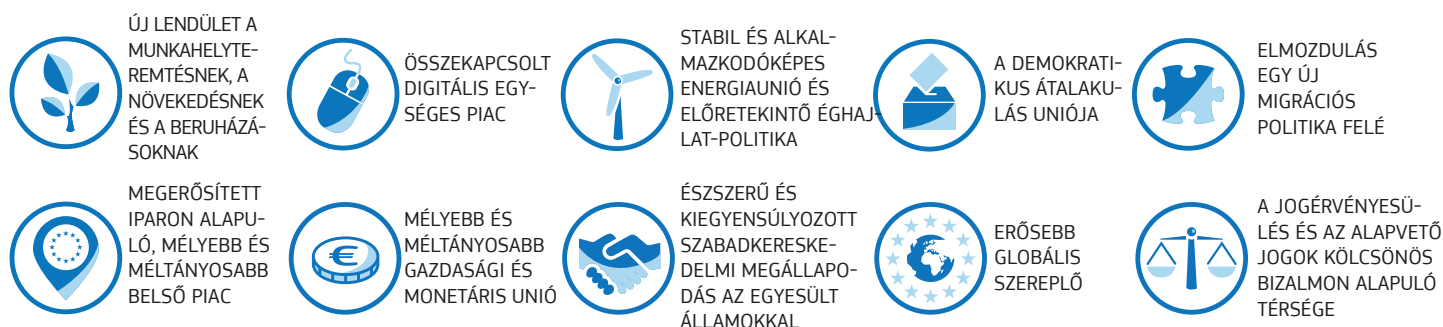 ÚJ LENDÜLET A
MUNKAHELYTE-
REMTÉSNEK, A
NÖVEKEDÉSNEK
ÉS A BERUHÁZÁ-
SOKNAK
ÖSSZEKAPCSOLT
DIGITÁLIS EGY-
SÉGES PIAC
STABIL ÉS ALKAL-
MAZKODÓKÉPES
ENERGIAUNIÓ ÉS
ELŐRETEKINTŐ ÉGHAJ-
LAT-POLITIKA
A DEMOKRATI-
KUS ÁTALAKU-
LÁS UNIÓJA
ELMOZDULÁS
EGY ÚJ
MIGRÁCIÓS
POLITIKA FELÉ
MEGERŐSÍTETT
IPARON ALAPU-
LÓ, MÉLYEBB ÉS
MÉLTÁNYOSABB
BELSŐ PIAC
€
MÉLYEBB ÉS
MÉLTÁNYOSABB
GAZDASÁGI ÉS
MONETÁRIS UNIÓ
ÉSZSZERŰ ÉS
KIEGYENSÚLYOZOTT
SZABADKERESKE-
DELMI MEGÁLLAPO-
DÁS AZ EGYESÜLT
ÁLLAMOKKAL
ERŐSEBB
GLOBÁLIS
SZEREPLŐ
A JOGÉRVÉNYESÜ-
LÉS ÉS AZ ALAPVETŐ
JOGOK KÖLCSÖNÖS
BIZALMON ALAPULÓ
TÉRSÉGE